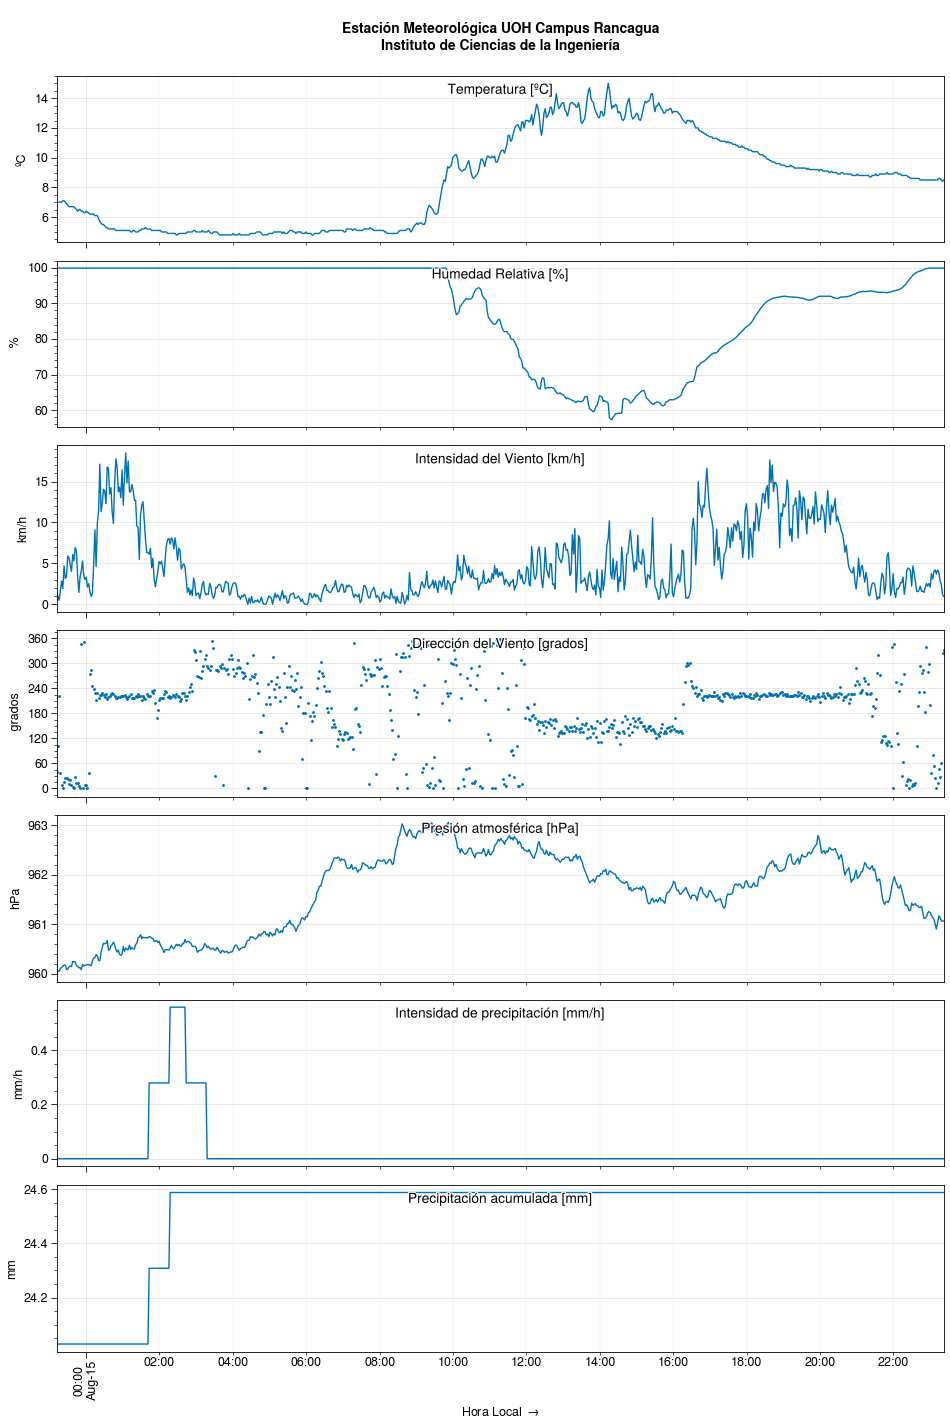 Estación Meteorológica UOH Campus Rancagua
Instituto de Ciencias de la Ingeniería
Temperatura [ºC]
14
12
10
8
6
ºC
Humedad Relativa [%]
100
90
80
70
60
%
Intensidad del Viento [km/h]
15
10
5
0
km/h
Dirección del Viento [grados]
360
300
240
180
120
60
0
grados
Presión atmosférica [hPa]
963
962
961
960
hPa
Intensidad de precipitación [mm/h]
0.4
0.2
0
mm/h
Precipitación acumulada [mm]
24.6
24.4
24.2
mm
00:00
Aug-15
02:00
04:00
06:00
08:00
10:00
12:00
14:00
16:00
18:00
20:00
22:00
Hora Local →